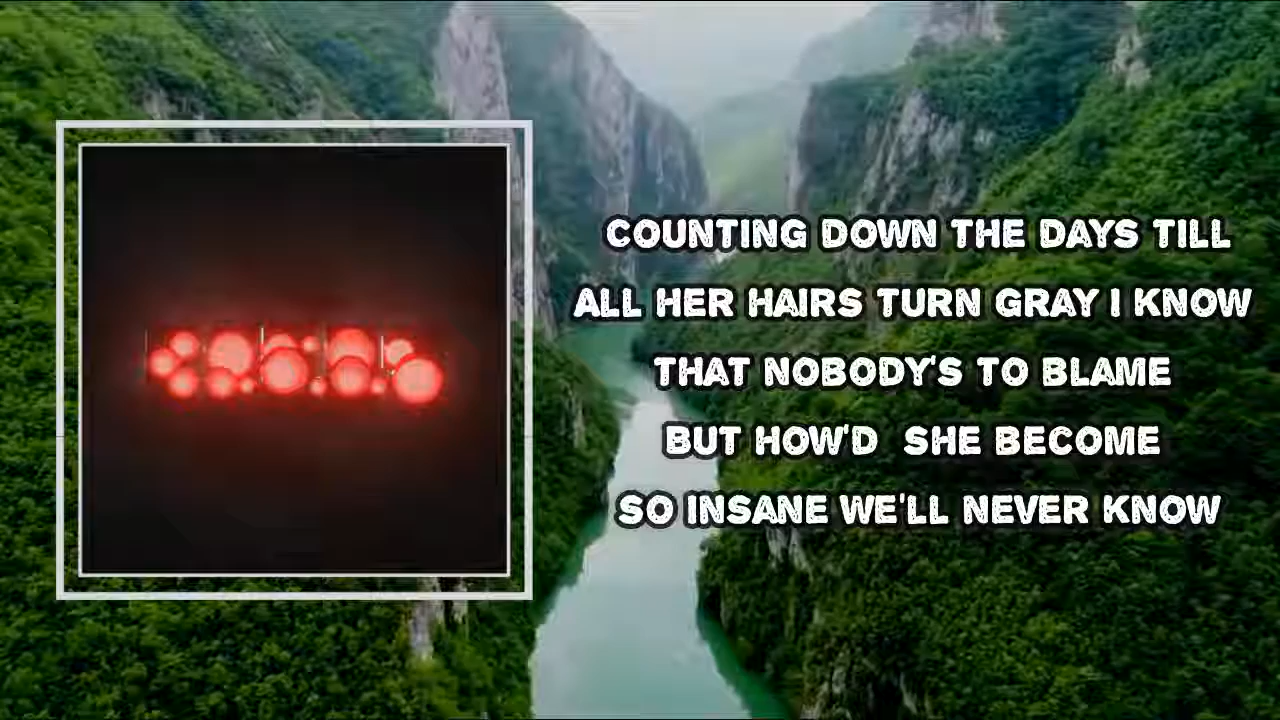 COUNTING DOWN THE DAYS TILL
ALL HER HAIRS TURN GRAY I KNOW
THAT NOBODY'S TO BLAME
BUT HOW'D SHE BECOME
SO INSANE WE'LL NEVER KNOW